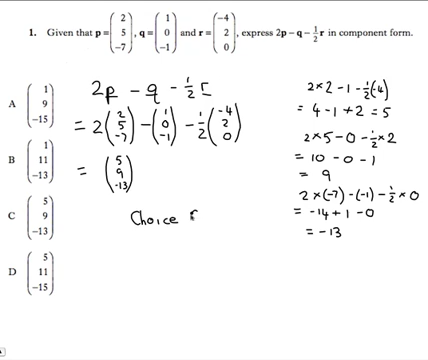 1. Given that p = (2 5 -7), q = (1 0 -1) and r = (-4 2 0), express 2p - q - ½r in component form.
A (1 9 -15)
B (1 11 -13)
C (5 9 -13)
D (5 11 -15)
2p - q - ½r
= 2(2 5 -7) - (1 0 -1) - ½(-4 2 0)
= (5 9 -13)
Choice
2×2 - 1 - ½(-4)
= 4 - 1 + 2 = 5
2×5 - 0 - ½×2
= 10 - 0 - 1
= 9
2×(-7) - (-1) - ½×0
= -14 + 1 - 0
= -13